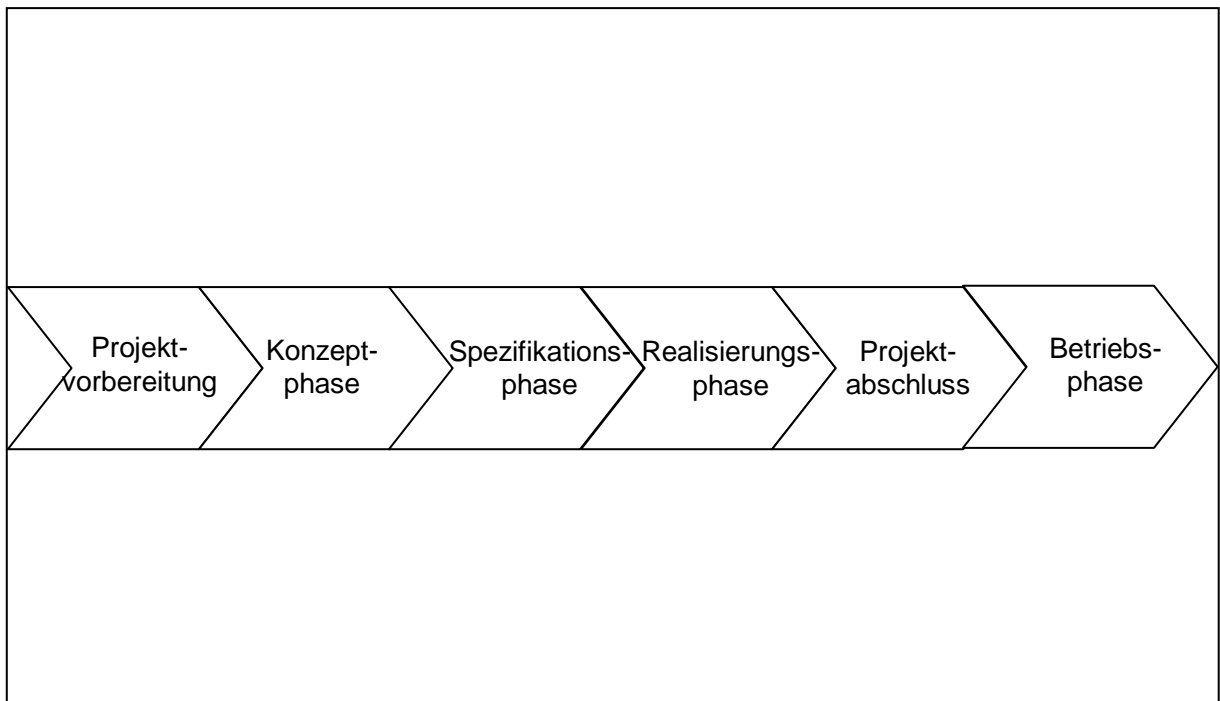 Projekt-
vorbereitung
Konzept-
phase
Spezifikations-
phase
Realisierungs-
phase
Projekt-
abschluss
Betriebs-
phase